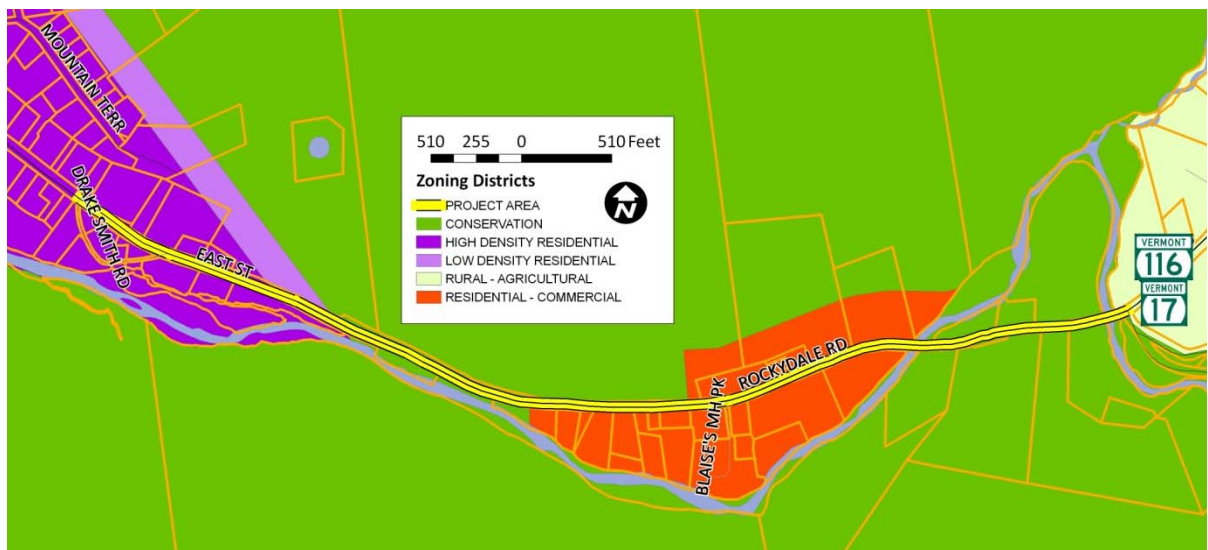 MOUNTAIN TERR
DRAKE SMITH RD
EAST ST
510 255 0 510 Feet
Zoning Districts
PROJECT AREA
CONSERVATION
HIGH DENSITY RESIDENTIAL
LOW DENSITY RESIDENTIAL
RURAL - AGRICULTURAL
RESIDENTIAL - COMMERCIAL
N
BLAISE'S MH PK
ROCKYDALE RD
VERMONT
116
VERMONT
17